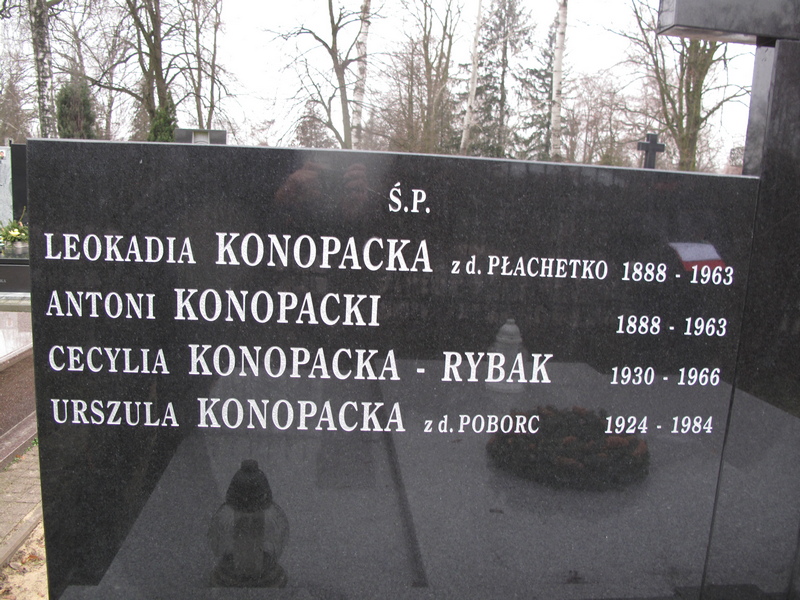 Ś.P.
LEOKADIA KONOPACKA z d. PŁACHETKO 1888 - 1963
ANTONI KONOPACKI 1888 - 1963
CECYLIA KONOPACKA - RYBAK 1930 - 1966
URSZULA KONOPACKA z d. POBORC 1924 - 1984